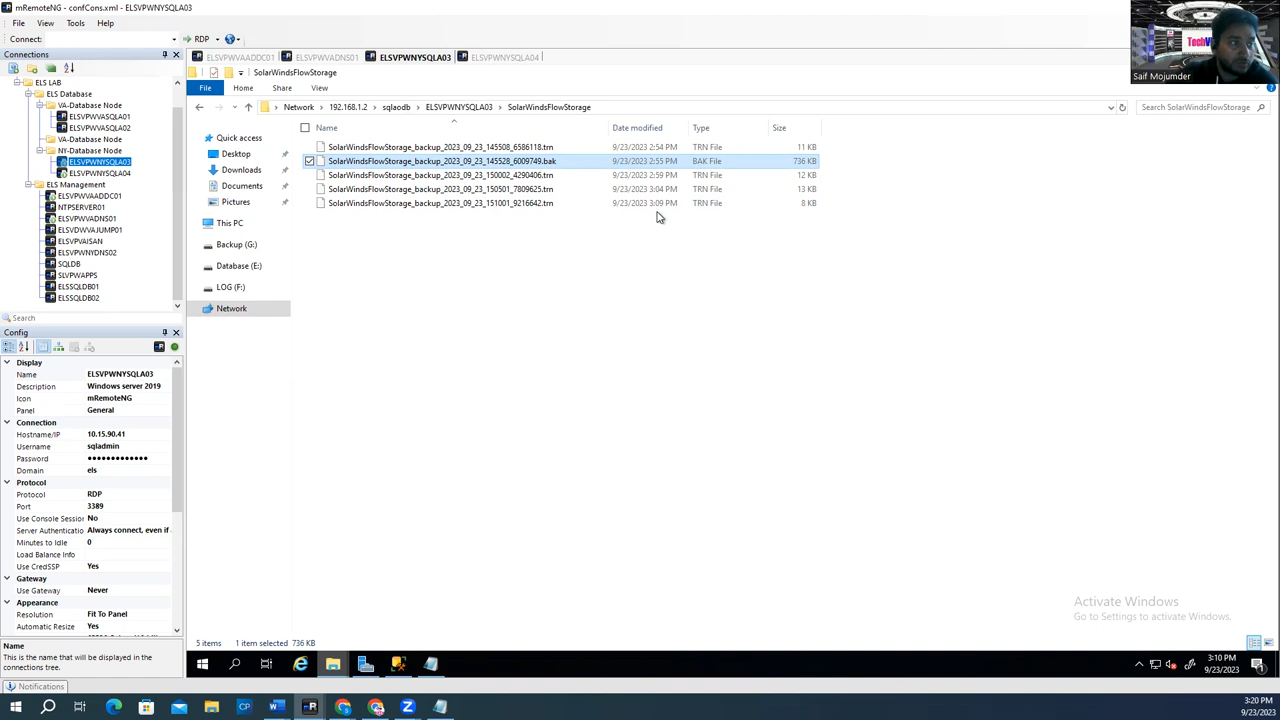 mRemoteNG - confCons.xml - ELSVPWNYSQLA03
File View Tools Help
Connect: RDP
Connections
ELS LAB
ELS Database
VA-Database Node
ELSVPWVASQLA01
ELSVPWVASQLA02
VA-Database Node
NY-Database Node
ELSVPWNYSQLA03
ELSVPWNYSQLA04
ELS Management
ELSVPWVAADDC01
NTPSERVER01
ELSVPWVADNS01
ELSVDWVAJUMP01
ELSVPVAISAN
ELSVPWNYDNS02
SQLDB
SLVPWAPPS
ELSSQLDB01
ELSSQLDB02
Search
Config
Display
Name ELSVPWNYSQLA03
Description Windows server 2019
Icon mRemoteNG
Panel General
Connection
Hostname/IP 10.15.90.41
Username sqladmin
Password ●●●●●●●●●●●●●
Domain els
Protocol
Protocol RDP
Port 3389
Use Console Session No
Server Authenticatio Always connect, even if a
Minutes to Idle 0
Load Balance Info
Use CredSSP Yes
Gateway
Use Gateway Never
Appearance
Resolution Fit To Panel
Automatic Resize Yes
Name
This is the name that will be displayed in the connections tree.
Notifications
ELSVPWVAADDC01 ELSVPWVADNS01 ELSVPWNYSQLA03 ELSVPWNYSQLA04
SolarWindsFlowStorage
File Home Share View
Network › 192.168.1.2 › sqlaodb › ELSVPWNYSQLA03 › SolarWindsFlowStorage
Search SolarWindsFlowStorage
Quick access
Desktop
Downloads
Documents
Pictures
This PC
Backup (G:)
Database (E:)
LOG (F:)
Network
Name Date modified Type Size
SolarWindsFlowStorage_backup_2023_09_23_145508_6586118.trn 9/23/2023 2:54 PM TRN File 11 KB
SolarWindsFlowStorage_backup_2023_09_23_145528_6009749.bak 9/23/2023 2:55 PM BAK File 736 KB
SolarWindsFlowStorage_backup_2023_09_23_150002_4290406.trn 9/23/2023 2:59 PM TRN File 12 KB
SolarWindsFlowStorage_backup_2023_09_23_150501_7809625.trn 9/23/2023 3:04 PM TRN File 13 KB
SolarWindsFlowStorage_backup_2023_09_23_151001_9216642.trn 9/23/2023 3:09 PM TRN File 8 KB
Saif Mojumder
Activate Windows
Go to Settings to activate Windows.
5 items 1 item selected 736 KB
3:10 PM
9/23/2023
3:20 PM
9/23/2023